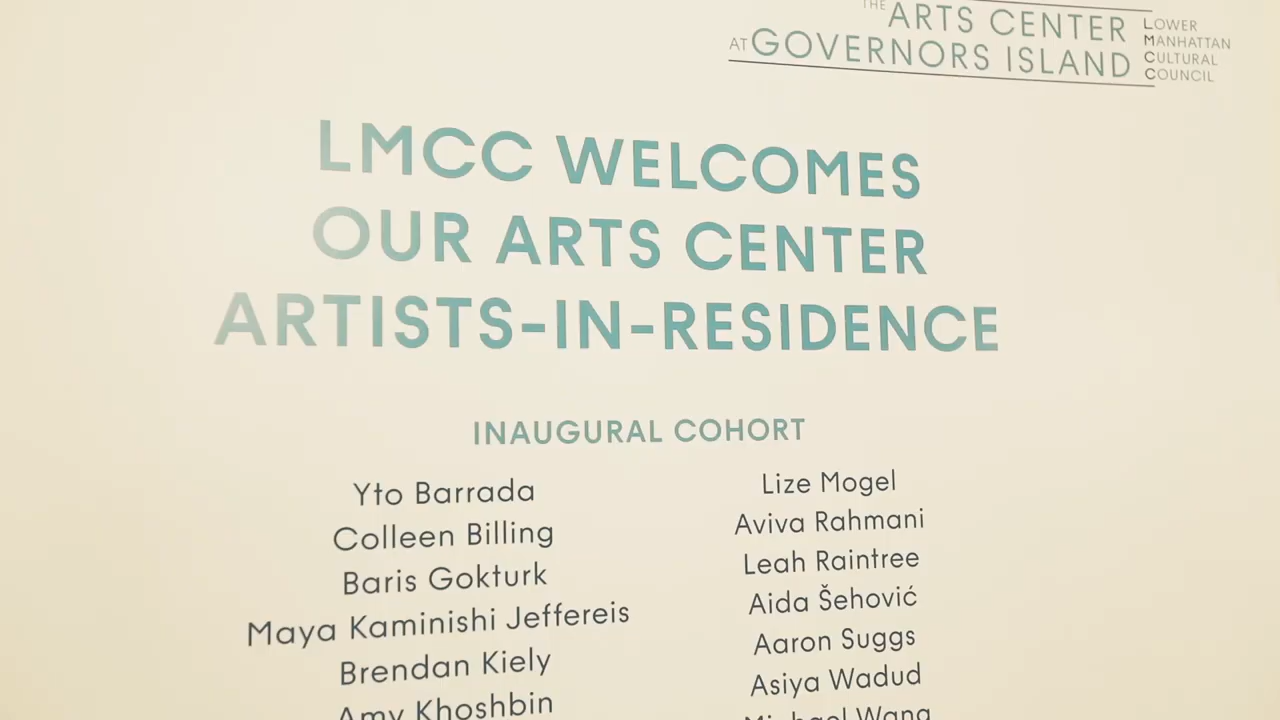 THE ARTS CENTER
AT GOVERNORS ISLAND
LOWER
MANHATTAN
CULTURAL
COUNCIL
LMCC WELCOMES
OUR ARTS CENTER
ARTISTS-IN-RESIDENCE
INAUGURAL COHORT
Yto Barrada
Colleen Billing
Baris Gokturk
Maya Kaminishi Jeffereis
Brendan Kiely
Amy Khoshbin
Lize Mogel
Aviva Rahmani
Leah Raintree
Aida Šehović
Aaron Suggs
Asiya Wadud
Michael Wang